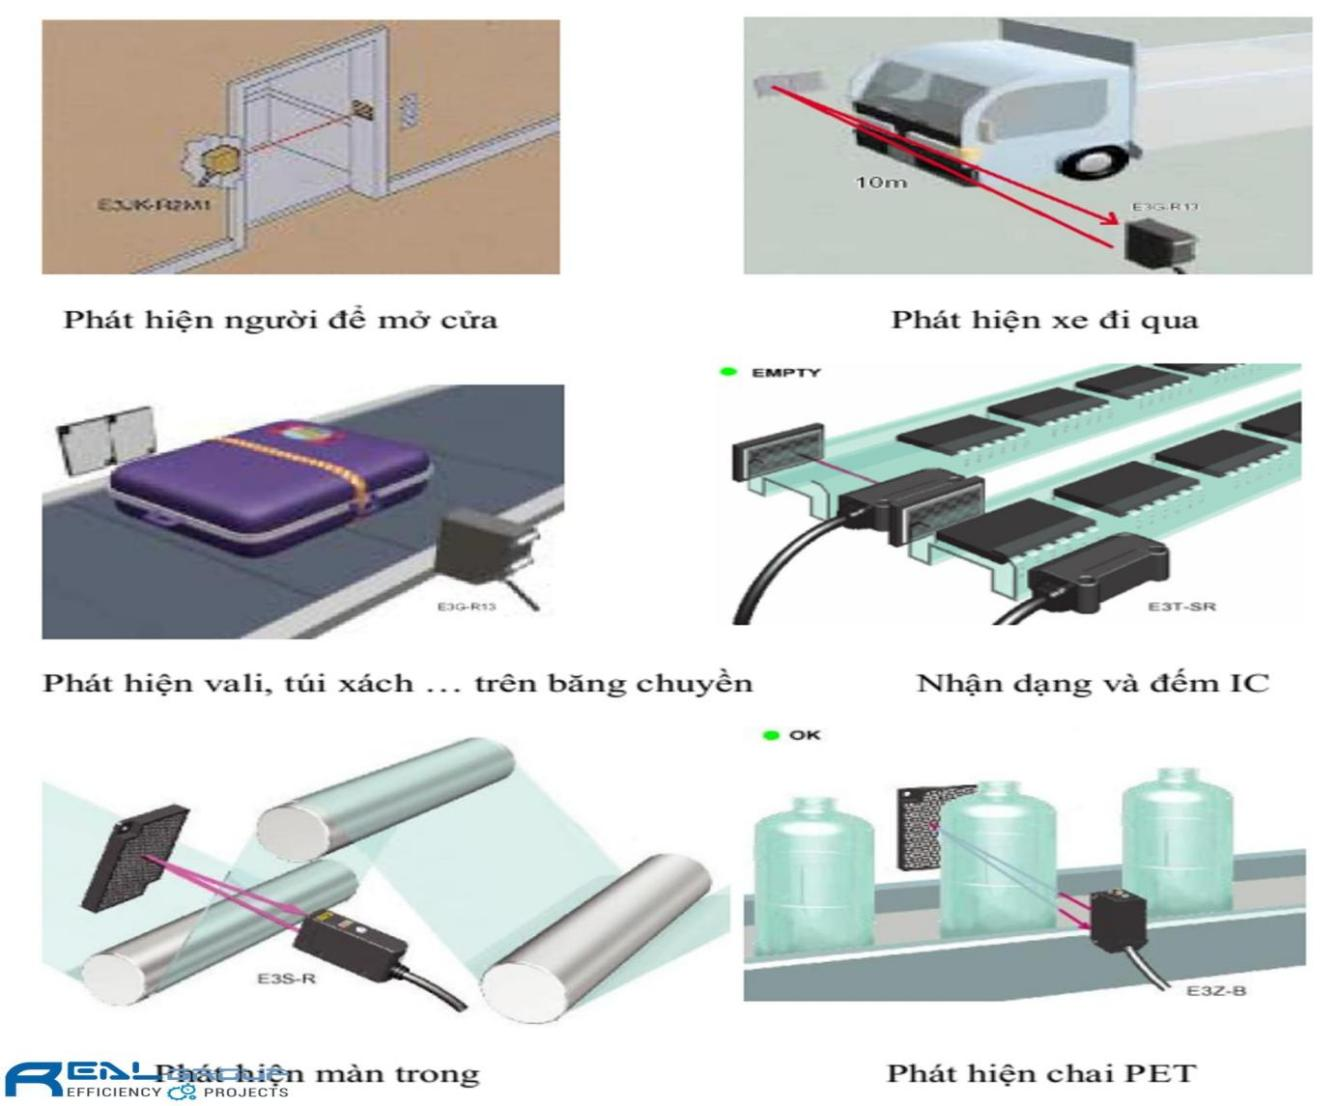 E3JK-R2M1
10m
E3G-R13
Phát hiện người để mở cửa
Phát hiện xe đi qua
EMPTY
E3G-R13
E3T-SR
Phát hiện vali, túi xách ... trên băng chuyền
Nhận dạng và đếm IC
OK
E3S-R
E3Z-B
Phát hiện màn trong
Phát hiện chai PET
REAL GROUP
EFFICIENCY PROJECTS